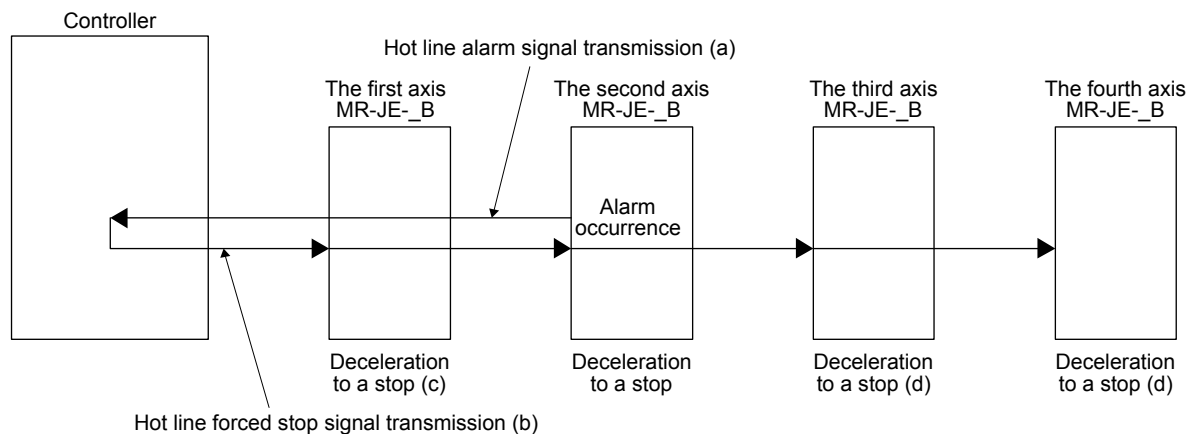 Controller
Hot line alarm signal transmission (a)
The first axis
MR-JE-_B
The second axis
MR-JE-_B
The third axis
MR-JE-_B
The fourth axis
MR-JE-_B
Alarm
occurrence
Deceleration
to a stop (c)
Deceleration
to a stop
Deceleration
to a stop (d)
Deceleration
to a stop (d)
Hot line forced stop signal transmission (b)